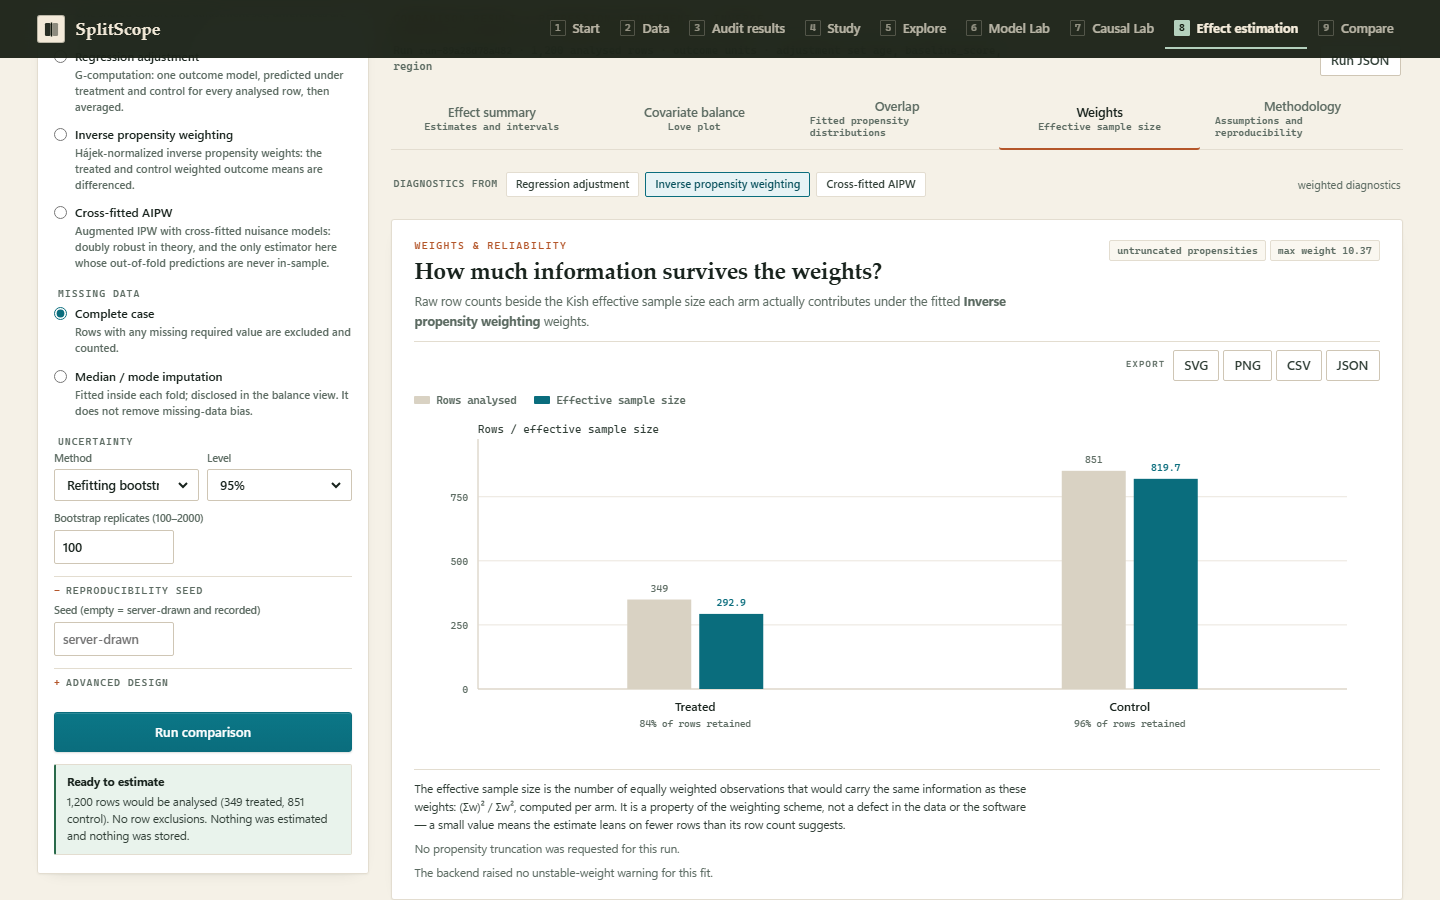 SplitScope
1 Start
2 Data
3 Audit results
4 Study
5 Explore
6 Model Lab
7 Causal Lab
8 Effect estimation
9 Compare
Regression adjustment
G-computation: one outcome model, predicted under
treatment and control for every analysed row, then
averaged.
Inverse propensity weighting
Hájek-normalized inverse propensity weights: the
treated and control weighted outcome means are
differenced.
Cross-fitted AIPW
Augmented IPW with cross-fitted nuisance models:
doubly robust in theory, and the only estimator here
whose out-of-fold predictions are never in-sample.
MISSING DATA
Complete case
Rows with any missing required value are excluded and
counted.
Median / mode imputation
Fitted inside each fold; disclosed in the balance view. It
does not remove missing-data bias.
UNCERTAINTY
Method
Level
Refitting bootstr
95%
Bootstrap replicates (100–2000)
100
− REPRODUCIBILITY SEED
Seed (empty = server-drawn and recorded)
server-drawn
+ ADVANCED DESIGN
Run comparison
Ready to estimate
1,200 rows would be analysed (349 treated, 851
control). No row exclusions. Nothing was estimated
and nothing was stored.
region
Run JSON
Effect summary
Estimates and intervals
Covariate balance
Love plot
Overlap
Fitted propensity
distributions
Weights
Effective sample size
Methodology
Assumptions and
reproducibility
DIAGNOSTICS FROM
Regression adjustment
Inverse propensity weighting
Cross-fitted AIPW
weighted diagnostics
WEIGHTS & RELIABILITY
untruncated propensities
max weight 10.37
How much information survives the weights?
Raw row counts beside the Kish effective sample size each arm actually contributes under the fitted Inverse
propensity weighting weights.
EXPORT
SVG
PNG
CSV
JSON
Rows analysed
Effective sample size
Rows / effective sample size
750
500
250
0
349
292.9
851
819.7
Treated
84% of rows retained
Control
96% of rows retained
The effective sample size is the number of equally weighted observations that would carry the same information as these
weights: (Σw)² / Σw², computed per arm. It is a property of the weighting scheme, not a defect in the data or the software
— a small value means the estimate leans on fewer rows than its row count suggests.
No propensity truncation was requested for this run.
The backend raised no unstable-weight warning for this fit.